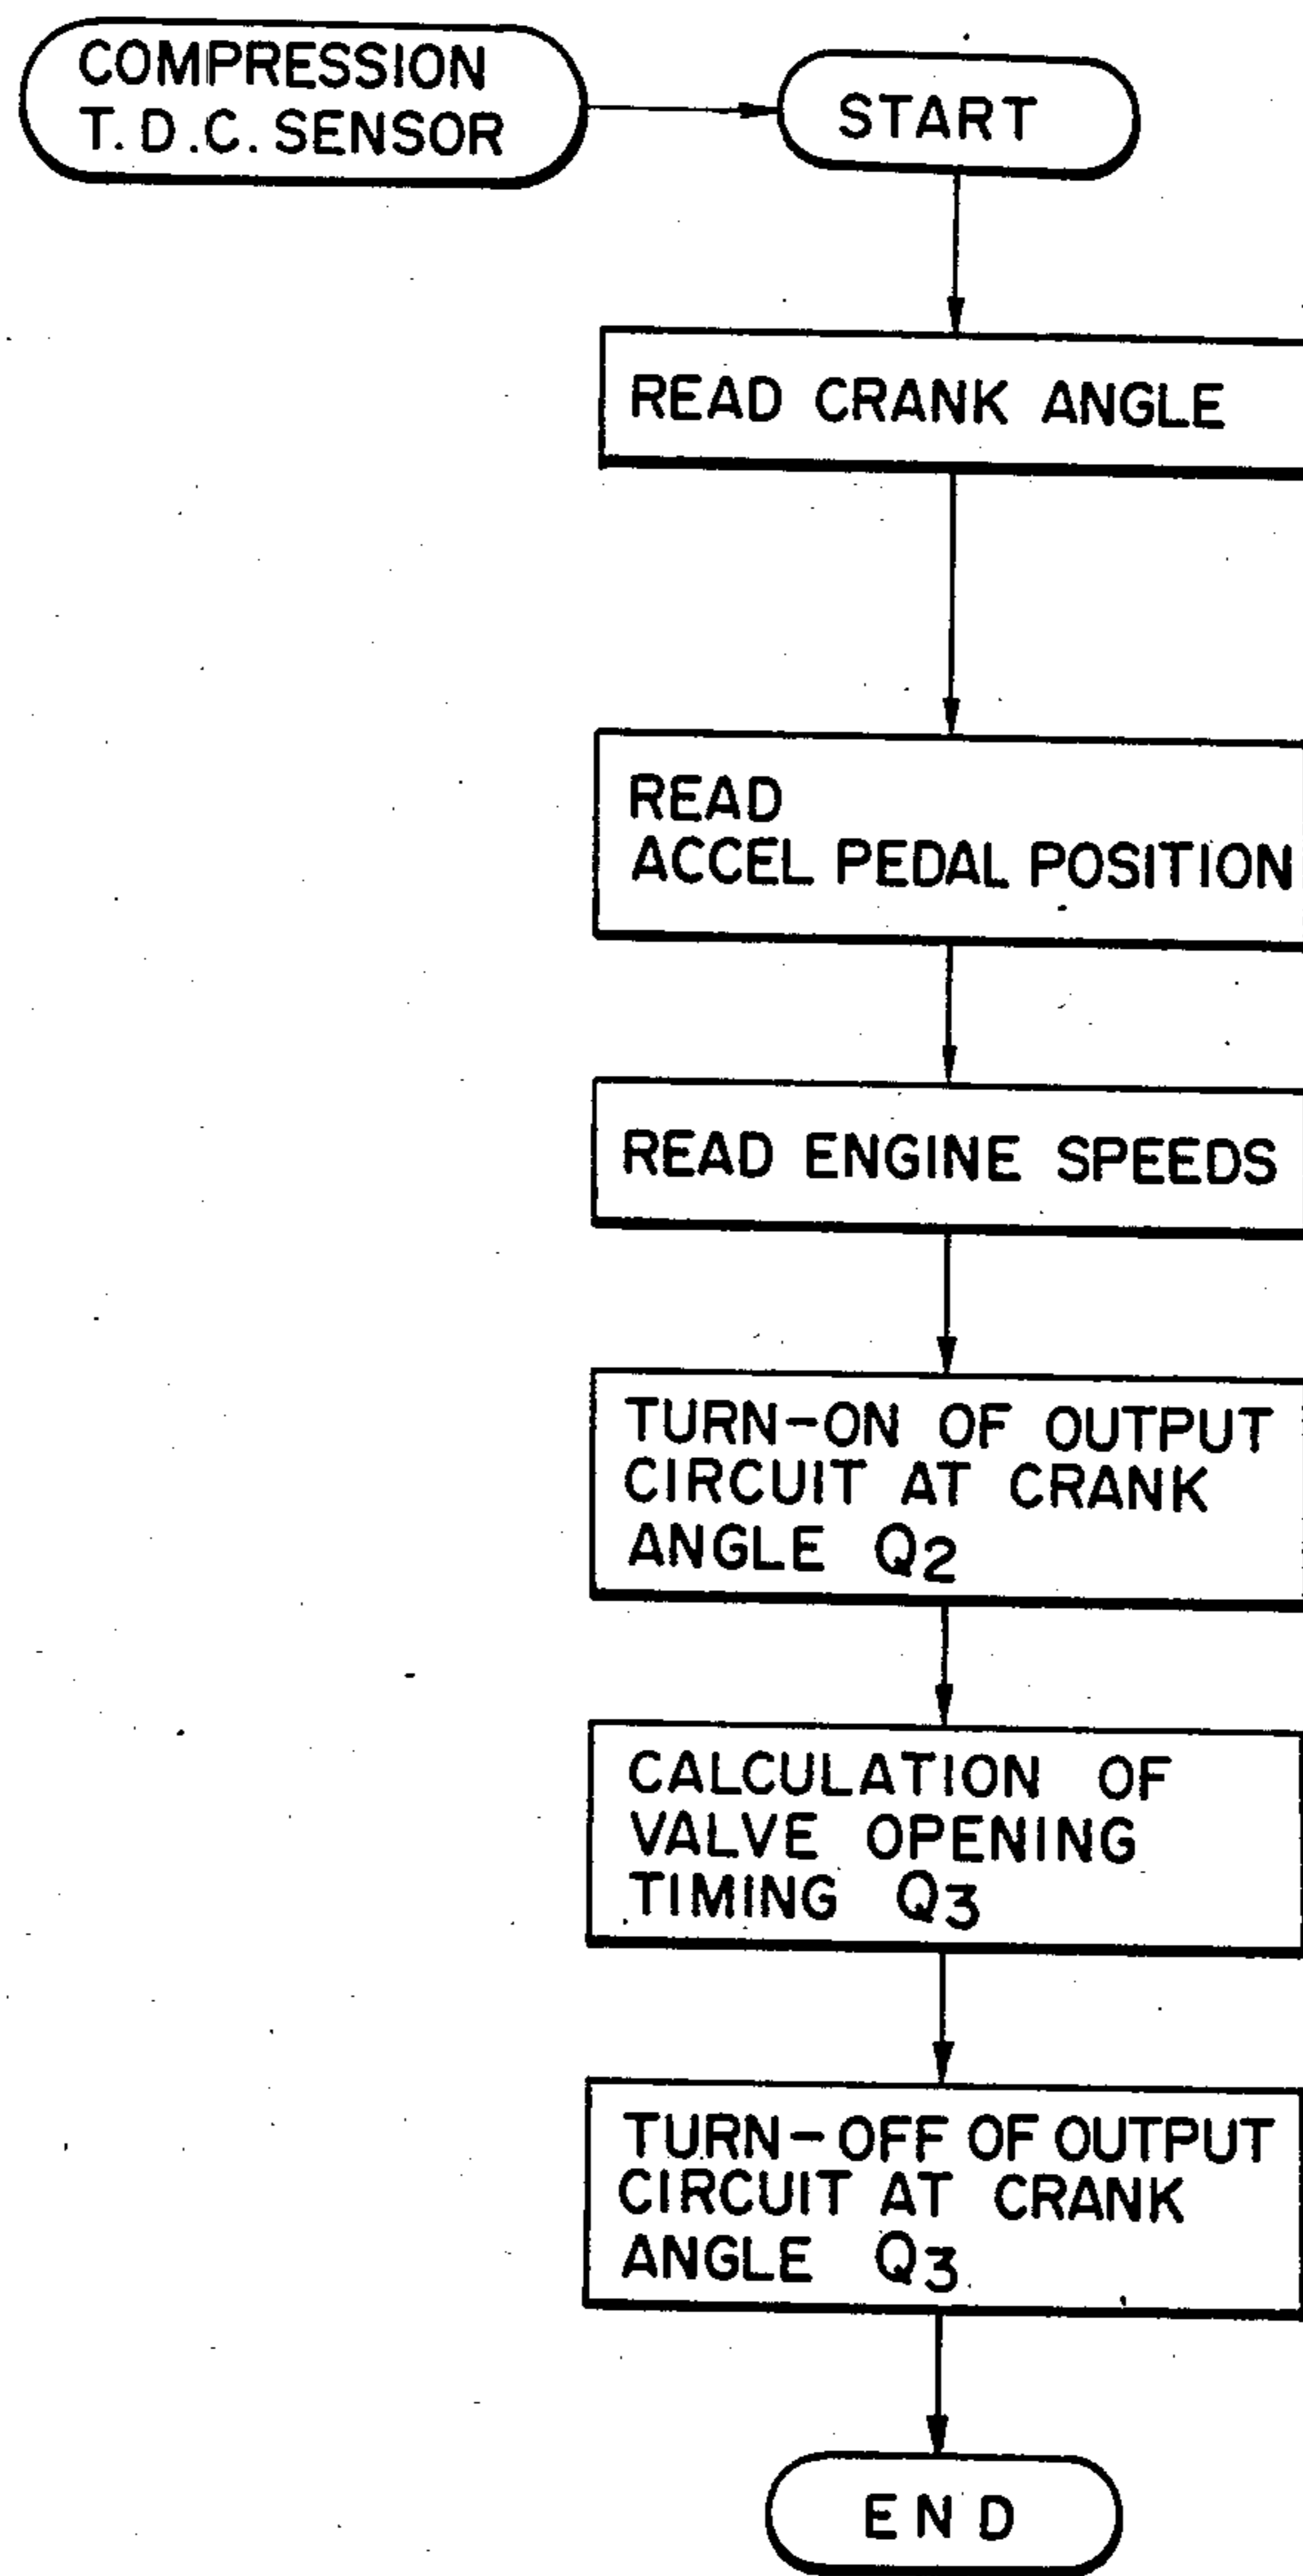 COMPRESSION
T.D.C. SENSOR
START
READ CRANK ANGLE
READ
ACCEL PEDAL POSITION
READ ENGINE SPEEDS
TURN-ON OF OUTPUT
CIRCUIT AT CRANK
ANGLE Q2
CALCULATION OF
VALVE OPENING
TIMING Q3
TURN-OFF OF OUTPUT
CIRCUIT AT CRANK
ANGLE Q3
END